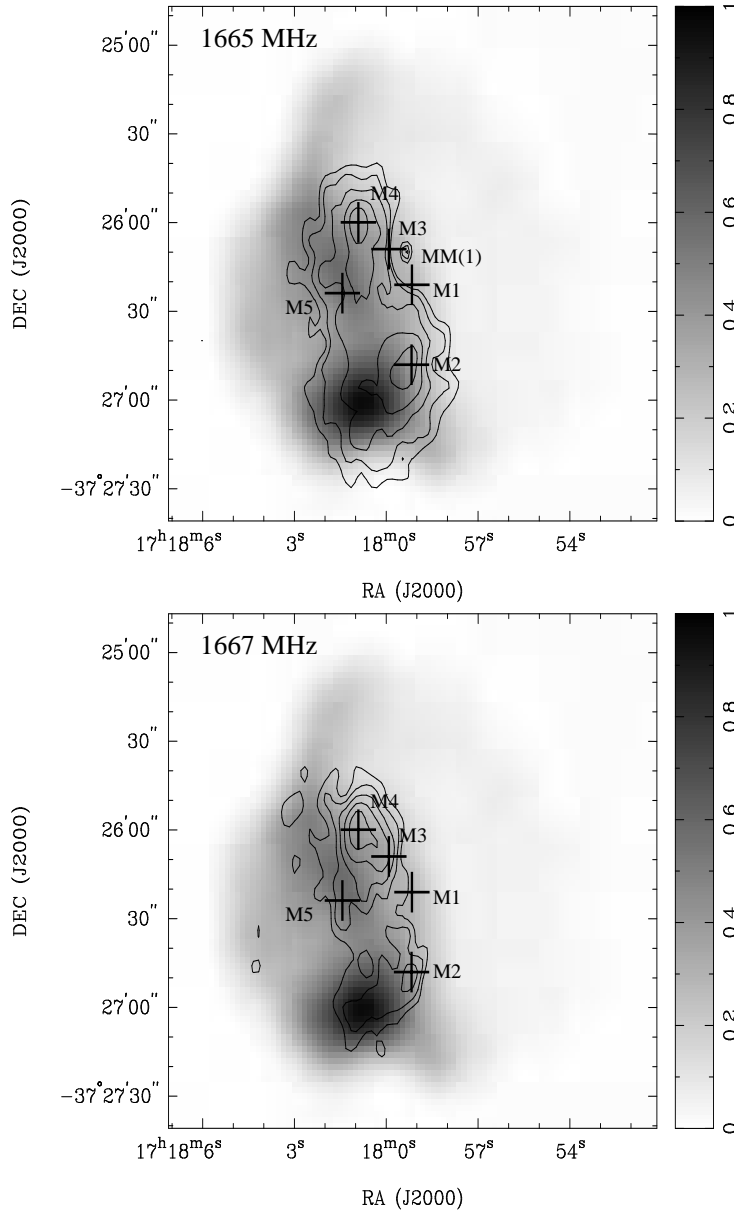 1665 MHz
25′00″
30″
26′00″
30″
27′00″
−37°27′30″
DEC (J2000)
M4
M3
MM(1)
M1
M5
M2
17ʰ18ᵐ6ˢ 3ˢ 18ᵐ0ˢ 57ˢ 54ˢ
RA (J2000)
0 0.2 0.4 0.6 0.8 1
1667 MHz
25′00″
30″
26′00″
30″
27′00″
−37°27′30″
DEC (J2000)
M4
M3
M1
M5
M2
17ʰ18ᵐ6ˢ 3ˢ 18ᵐ0ˢ 57ˢ 54ˢ
RA (J2000)
0 0.2 0.4 0.6 0.8 1